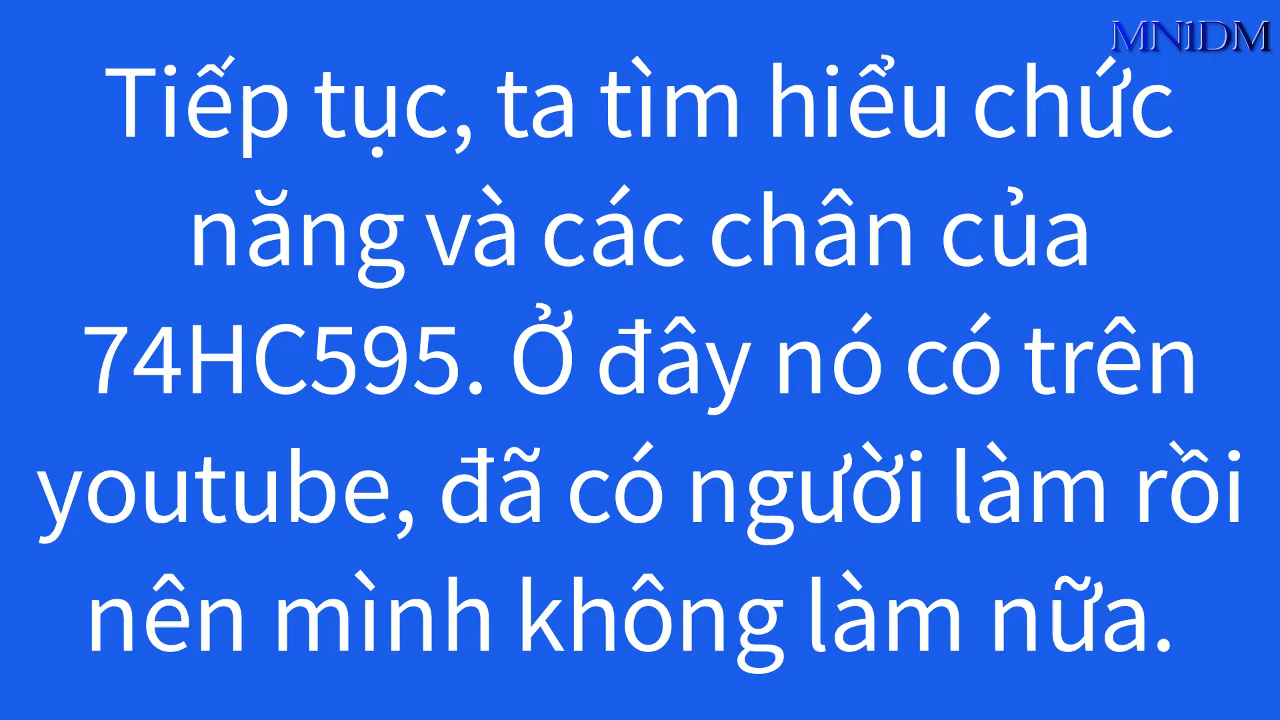 MN1DM
Tiếp tục, ta tìm hiểu chức
năng và các chân của
74HC595. Ở đây nó có trên
youtube, đã có người làm rồi
nên mình không làm nữa.